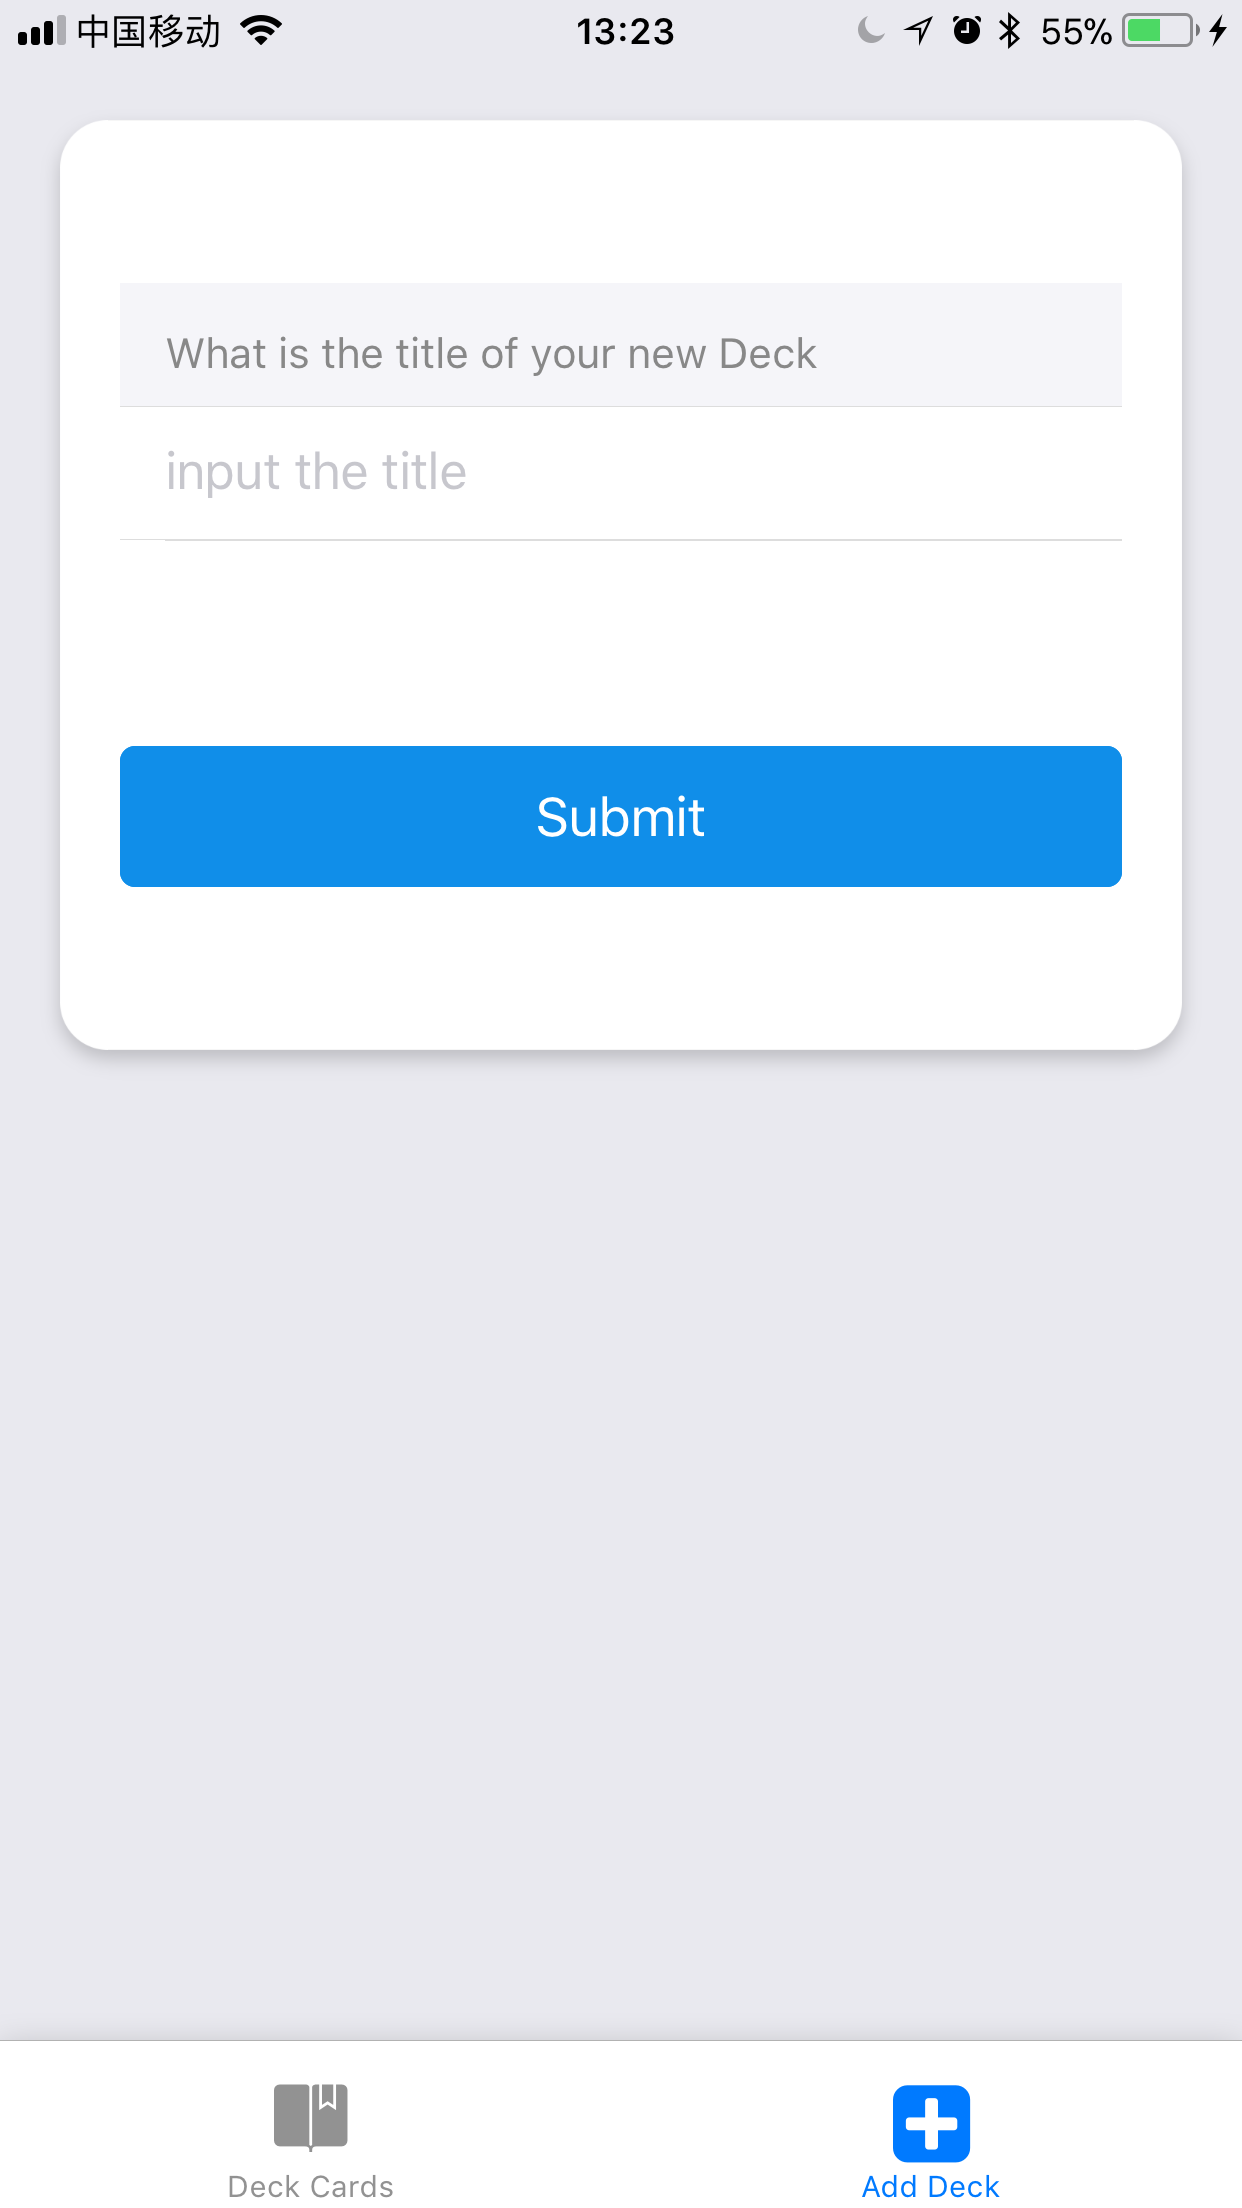 中国移动 13:23 55%
What is the title of your new Deck
input the title
Submit
Deck Cards Add Deck